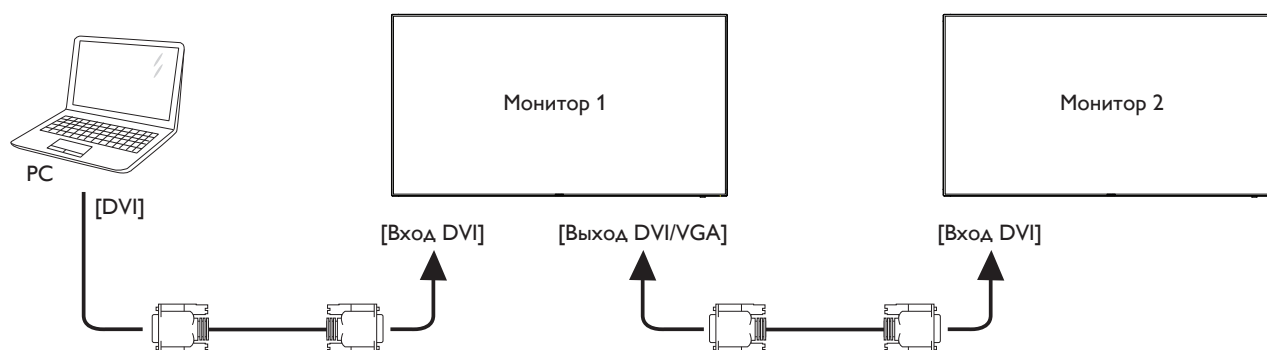 Монитор 1
Монитор 2
PC
[DVI]
[Вход DVI]
[Выход DVI/VGA]
[Вход DVI]